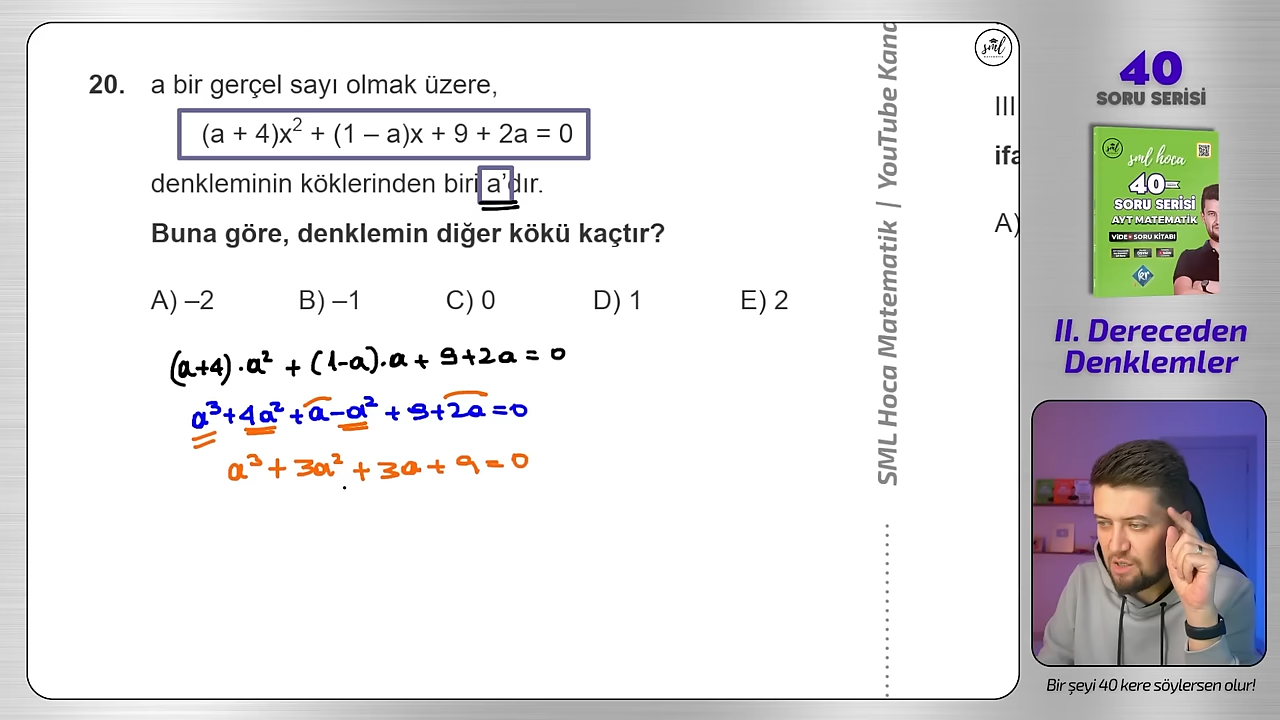 20. a bir gerçel sayı olmak üzere,
(a + 4)x² + (1 – a)x + 9 + 2a = 0
denkleminin köklerinden biri a'dır.
Buna göre, denklemin diğer kökü kaçtır?
A) –2 B) –1 C) 0 D) 1 E) 2
(a+4).a² + (1-a).a + 9+2a = 0
a³+4a²+a-a²+9+2a=0
a³+3a²+3a+9=0
SML Hoca Matematik | YouTube Kana
sml
III
ifa
A)
40
SORU SERİSİ
sml
sml hoca
40
SORU SERİSİ
AYT MATEMATİK
VİDEO SORU KİTABI
II. Dereceden
Denklemler
Bir şeyi 40 kere söylersen olur!